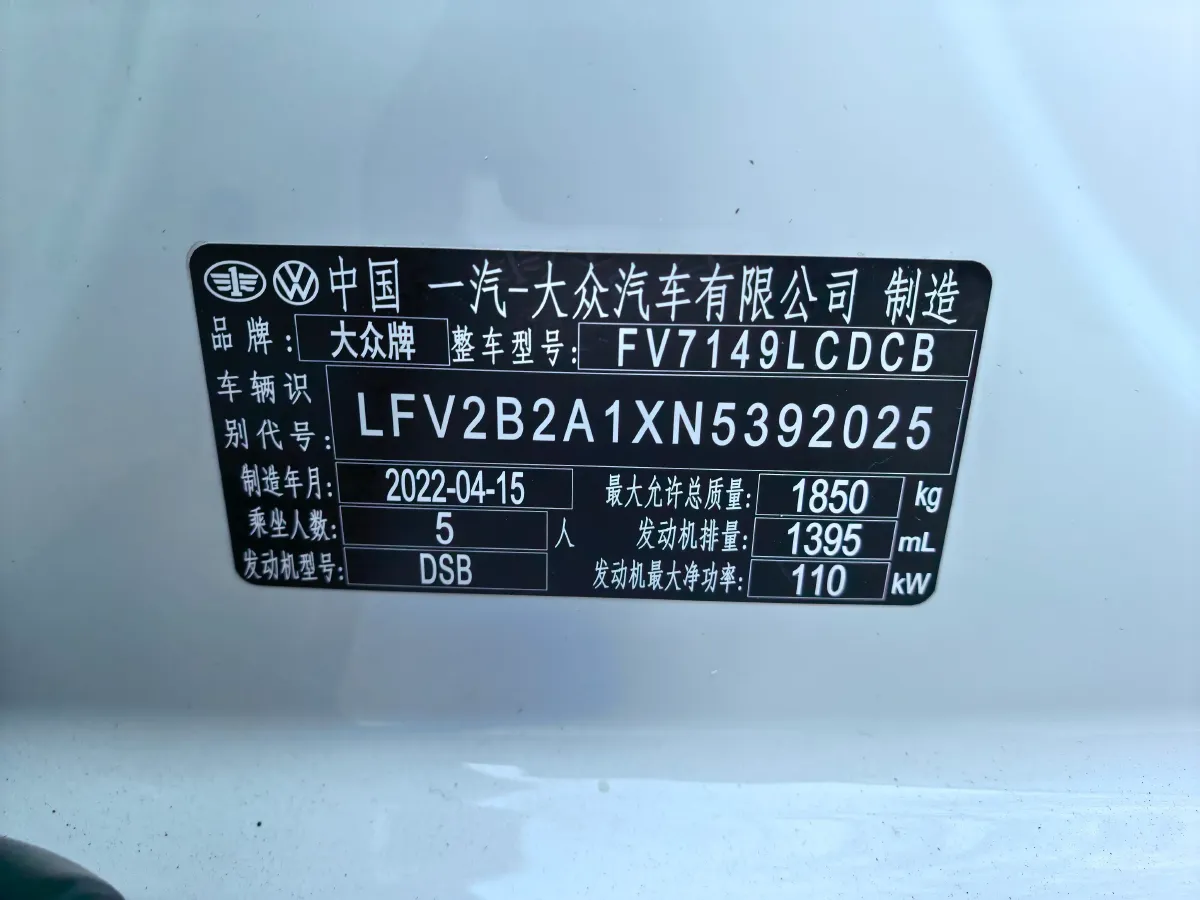 中国 一汽-大众汽车有限公司 制造
品牌: 大众牌 整车型号: FV7149LCDCB
车辆识别代号: LFV2B2A1XN5392025
制造年月: 2022-04-15 最大允许总质量: 1850 kg
乘坐人数: 5 人 发动机排量: 1395 mL
发动机型号: DSB 发动机最大净功率: 110 kW